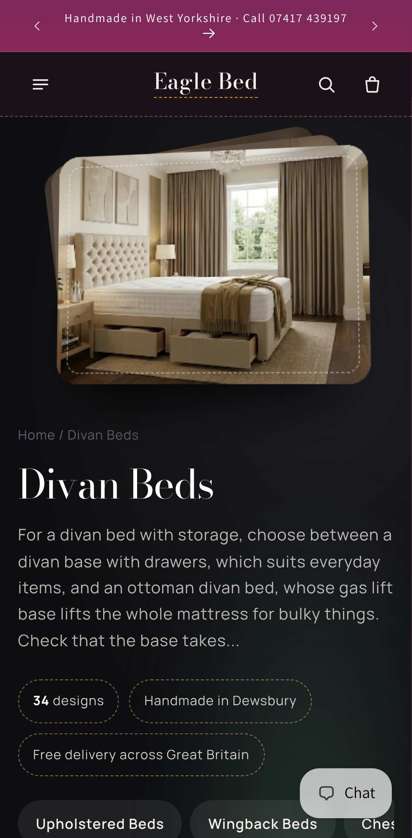 Handmade in West Yorkshire · Call 07417 439197
→
Eagle Bed
Home / Divan Beds
Divan Beds
For a divan bed with storage, choose between a
divan base with drawers, which suits everyday
items, and an ottoman divan bed, whose gas lift
base lifts the whole mattress for bulky things.
Check that the base takes...
34 designs
Handmade in Dewsbury
Free delivery across Great Britain
Chat
Upholstered Beds
Wingback Beds
Ches